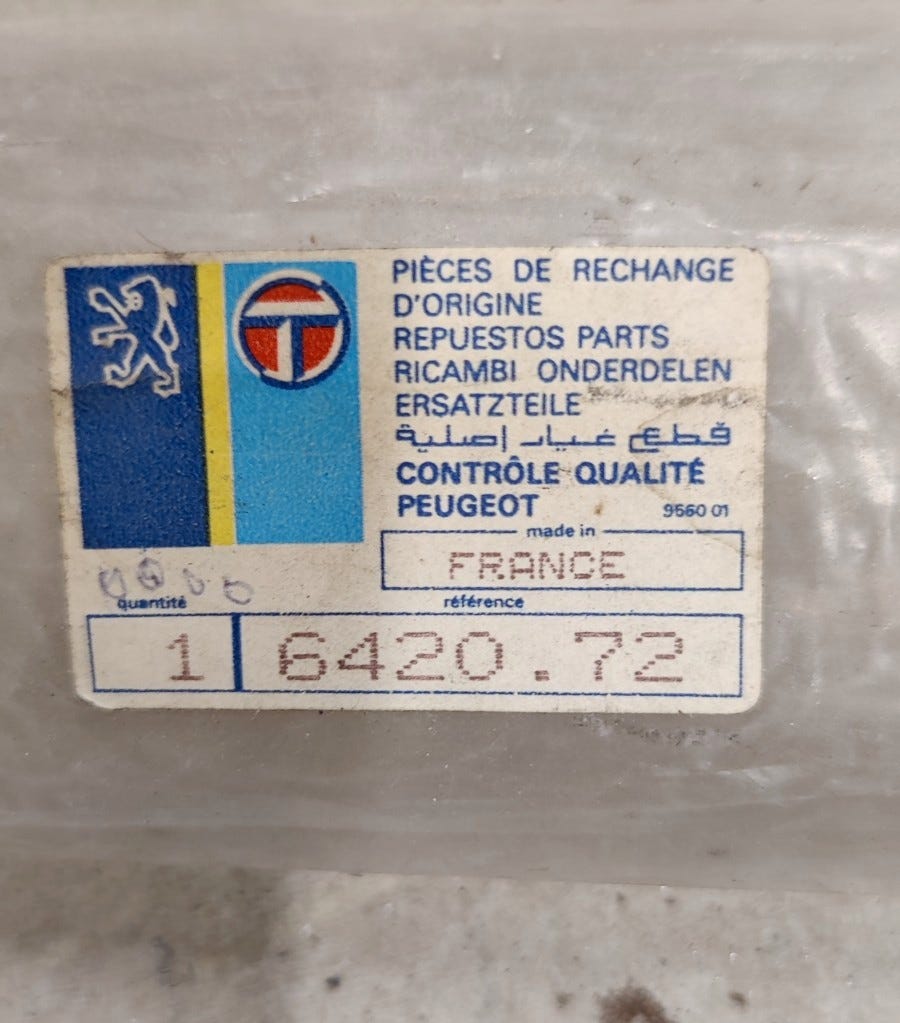 PIÈCES DE RECHANGE
D'ORIGINE
REPUESTOS PARTS
RICAMBI ONDERDELEN
ERSATZTEILE
قطع غيار إصلية
CONTRÔLE QUALITÉ
PEUGEOT 9560 01
made in
FRANCE
quantité référence
1 6420.72